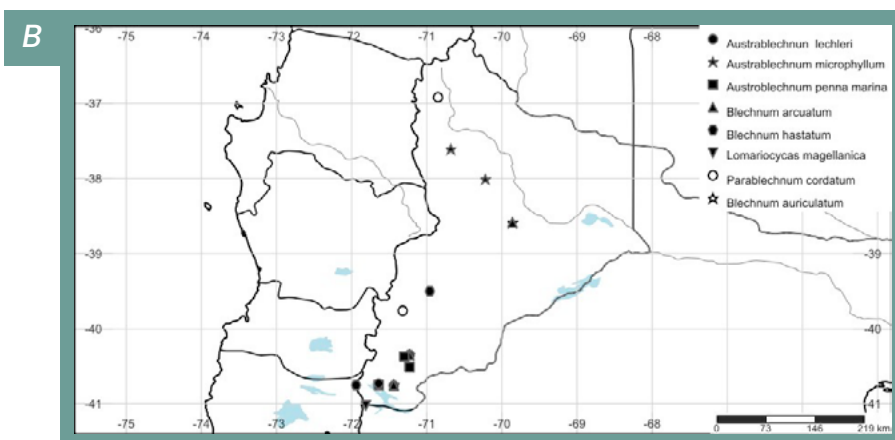 B
-36
-75 -74 -73 -72 -71 -70 -69 -68
Austrablechnun lechleri
Austrablechnum microphyllum
Austroblechnum penna marina
Blechnum arcuatum
Blechnum hastatum
Lomariocycas magellanica
Parablechnum cordatum
Blechnum auriculatum
-37
-38
-39 -39
-40 -40
-41 -41
-75 -74 -73 -72 -71 -70 -69 -68
0 73 146 219 km